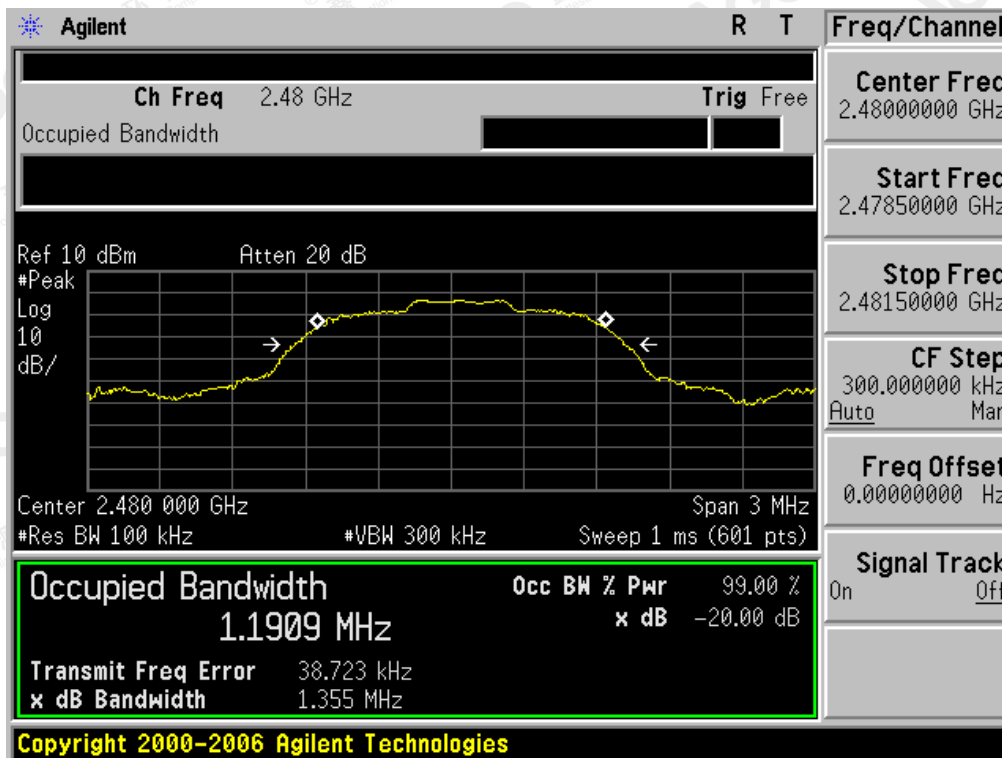 Agilent R T
Ch Freq 2.48 GHz Trig Free
Occupied Bandwidth
Ref 10 dBm Atten 20 dB
#Peak
Log
10
dB/
Center 2.480 000 GHz Span 3 MHz
#Res BW 100 kHz #VBW 300 kHz Sweep 1 ms (601 pts)
Occupied Bandwidth Occ BW % Pwr 99.00 %
1.1909 MHz x dB -20.00 dB
Transmit Freq Error 38.723 kHz
x dB Bandwidth 1.355 MHz
Copyright 2000-2006 Agilent Technologies
Freq/Channel
Center Freq
2.48000000 GHz
Start Freq
2.47850000 GHz
Stop Freq
2.48150000 GHz
CF Step
300.000000 kHz
Auto Man
Freq Offset
0.00000000 Hz
Signal Track
On Off